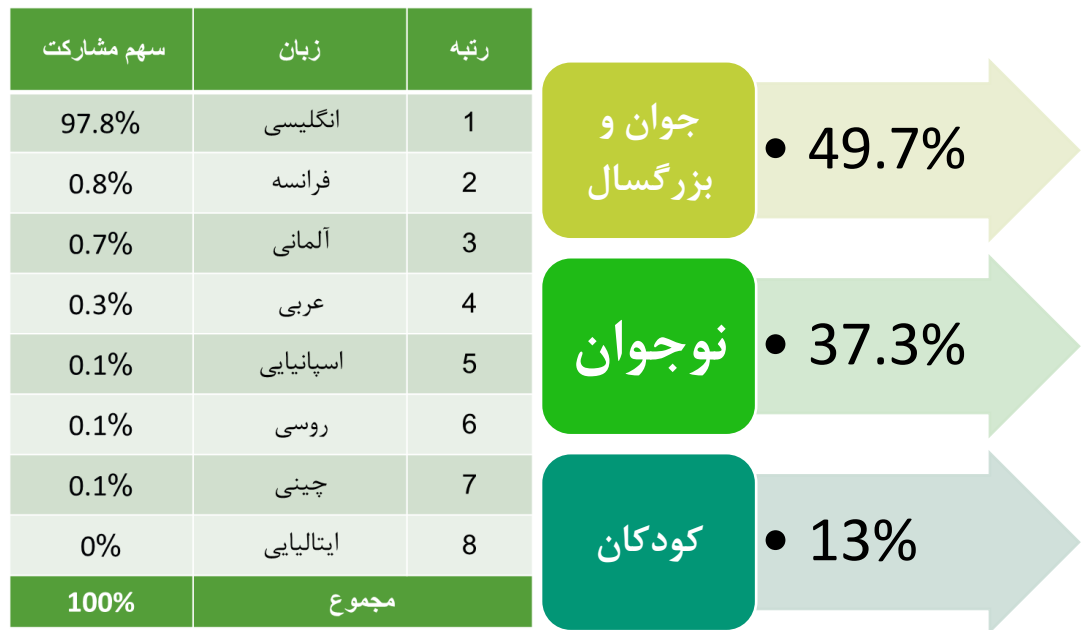 رتبه زبان سهم مشارکت
1 انگلیسی 97.8%
2 فرانسه 0.8%
3 آلمانی 0.7%
4 عربی 0.3%
5 اسپانیایی 0.1%
6 روسی 0.1%
7 چینی 0.1%
8 ایتالیایی 0%
مجموع 100%
جوان و
بزرگسال
• 49.7%
نوجوان
• 37.3%
کودکان
• 13%